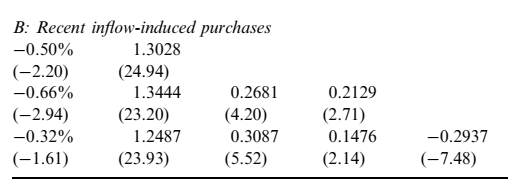 B: Recent inflow-induced purchases
−0.50% 1.3028
(−2.20) (24.94)
−0.66% 1.3444 0.2681 0.2129
(−2.94) (23.20) (4.20) (2.71)
−0.32% 1.2487 0.3087 0.1476 −0.2937
(−1.61) (23.93) (5.52) (2.14) (−7.48)